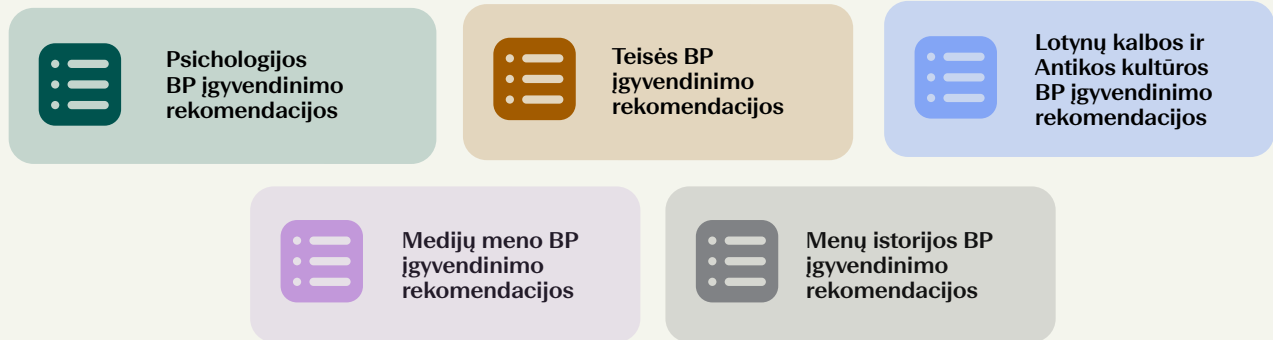 Psichologijos
BP įgyvendinimo
rekomendacijos
Teisės BP
įgyvendinimo
rekomendacijos
Lotynų kalbos ir
Antikos kultūros
BP įgyvendinimo
rekomendacijos
Medijų meno BP
įgyvendinimo
rekomendacijos
Menų istorijos BP
įgyvendinimo
rekomendacijos